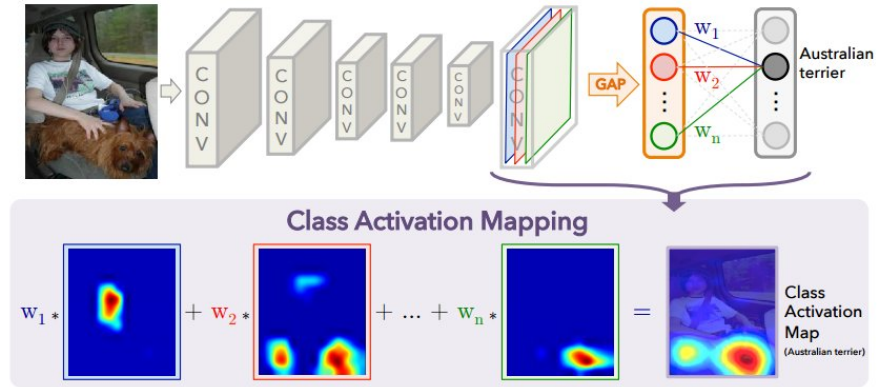 CONV
CONV
CONV
CONV
CONV
CONV
GAP
w1
w2
wn
Australian
terrier
Class Activation Mapping
w1 * + w2 * + ... + wn * =
Class
Activation
Map
(Australian terrier)